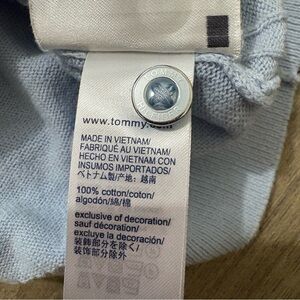 www.tommy.com
MADE IN VIETNAM/
FABRIQUÉ AU VIETNAM/
HECHO EN VIETNAM CON
INSUMOS IMPORTADOS/
ベトナム製/产地: 越南
100% cotton/coton/
algodón/綿/棉
exclusive of decoration/
sauf décoration/
excluye la decoración/
装飾部分を除く/
装饰部分除外